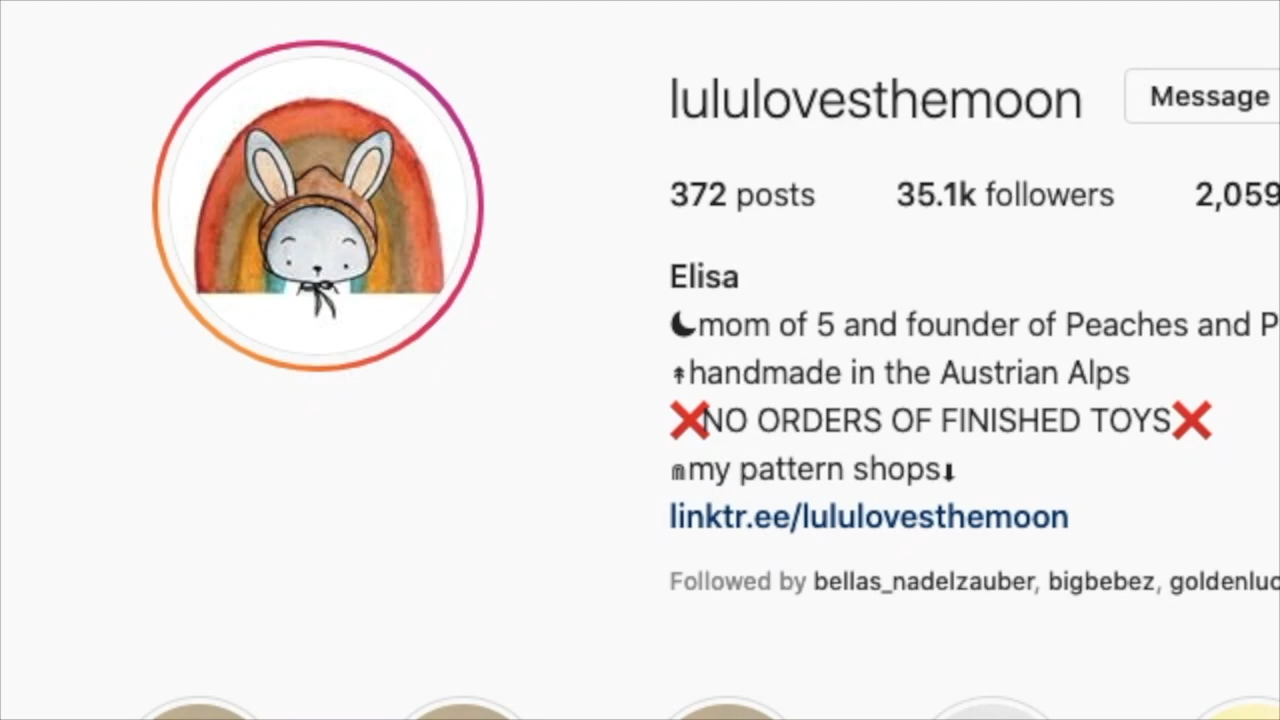 lululovesthemoon Message
372 posts 35.1k followers 2,059
Elisa
mom of 5 and founder of Peaches and P
handmade in the Austrian Alps
❌NO ORDERS OF FINISHED TOYS❌
my pattern shops⬇
linktr.ee/lululovesthemoon
Followed by bellas_nadelzauber, bigbebez,